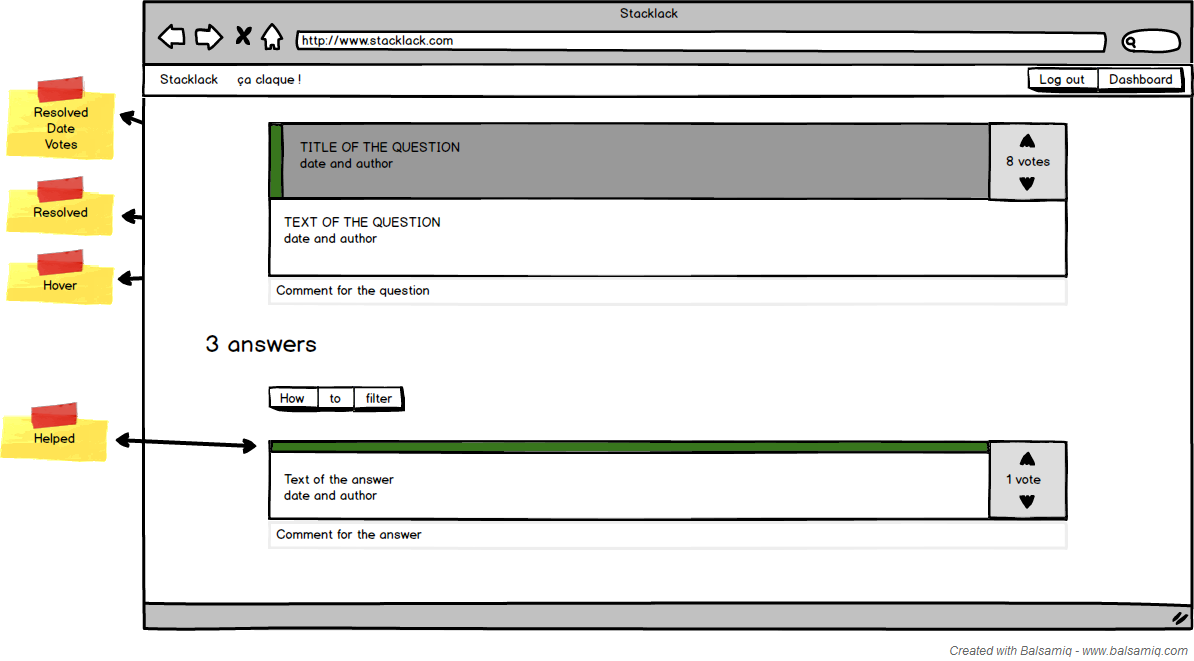 Stacklack
http://www.stacklack.com
Stacklack ça claque ! Log out Dashboard
Resolved
Date
Votes
Resolved
Hover
Helped
TITLE OF THE QUESTION
date and author
8 votes
TEXT OF THE QUESTION
date and author
Comment for the question
3 answers
How to filter
Text of the answer
date and author
1 vote
Comment for the answer
Created with Balsamiq - www.balsamiq.com